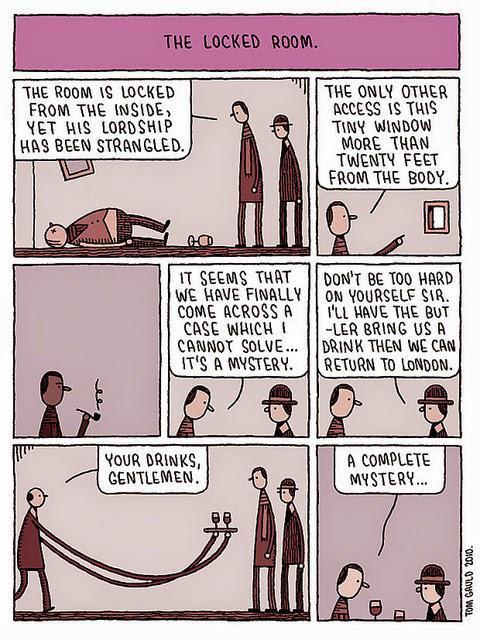 THE LOCKED ROOM.
THE ROOM IS LOCKED
FROM THE INSIDE,
YET HIS LORDSHIP
HAS BEEN STRANGLED.
THE ONLY OTHER
ACCESS IS THIS
TINY WINDOW
MORE THAN
TWENTY FEET
FROM THE BODY.
IT SEEMS THAT
WE HAVE FINALLY
COME ACROSS A
CASE WHICH I
CANNOT SOLVE...
IT'S A MYSTERY.
DON'T BE TOO HARD
ON YOURSELF SIR.
I'LL HAVE THE BUT
-LER BRING US A
DRINK THEN WE CAN
RETURN TO LONDON.
YOUR DRINKS,
GENTLEMEN.
A COMPLETE
MYSTERY...
TOM GAULD 2010.